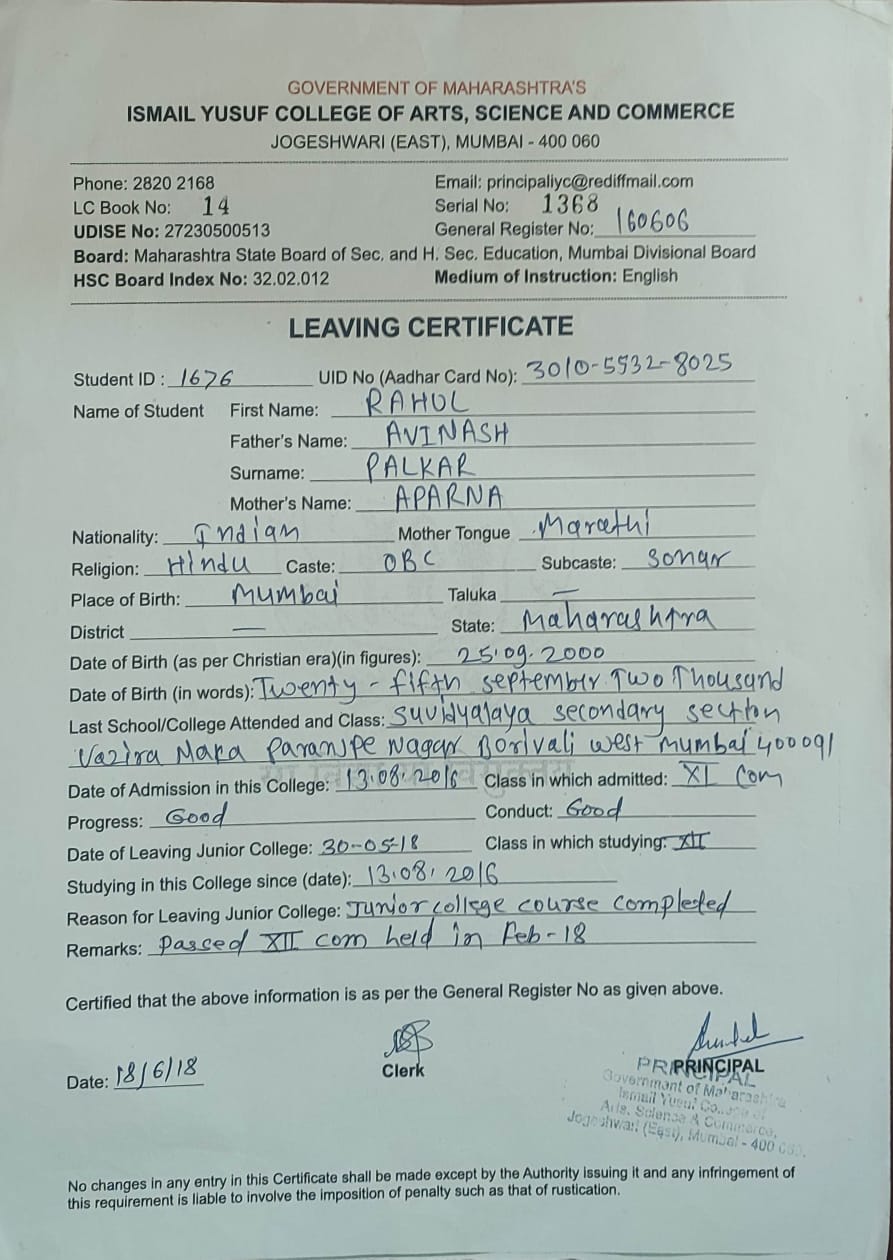 GOVERNMENT OF MAHARASHTRA'S
ISMAIL YUSUF COLLEGE OF ARTS, SCIENCE AND COMMERCE
JOGESHWARI (EAST), MUMBAI - 400 060
Phone: 2820 2168 Email: principaliyc@rediffmail.com
LC Book No: 14 Serial No: 1368
UDISE No: 27230500513 General Register No: 160606
Board: Maharashtra State Board of Sec. and H. Sec. Education, Mumbai Divisional Board
HSC Board Index No: 32.02.012 Medium of Instruction: English
LEAVING CERTIFICATE
Student ID : 1676 UID No (Aadhar Card No): 3010-5932-8025
Name of Student First Name: RAHUL
Father's Name: AVINASH
Surname: PALKAR
Mother's Name: APARNA
Nationality: Indian Mother Tongue Marathi
Religion: Hindu Caste: OBC Subcaste: Sonar
Place of Birth: Mumbai Taluka —
District — State: Maharashtra
Date of Birth (as per Christian era)(in figures): 25.09.2000
Date of Birth (in words): Twenty - fifth september Two Thousand
Last School/College Attended and Class: Suvidyalaya secondary section
Vazira Naka Paranjpe Nagar Borivali west mumbai 400091
Date of Admission in this College: 13.08.2016 Class in which admitted: XI Com
Progress: Good Conduct: Good
Date of Leaving Junior College: 30-05-18 Class in which studying: XII
Studying in this College since (date): 13.08.2016
Reason for Leaving Junior College: Junior college course completed
Remarks: Passed XII com held in Feb-18
Certified that the above information is as per the General Register No as given above.
Date: 18/6/18 Clerk PRINCIPAL
PRINCIPAL
Government of Maharashtra
Ismail Yusuf College of
Arts, Science & Commerce,
Jogeshwari (East), Mumbai - 400 060.
No changes in any entry in this Certificate shall be made except by the Authority issuing it and any infringement of
this requirement is liable to involve the imposition of penalty such as that of rustication.